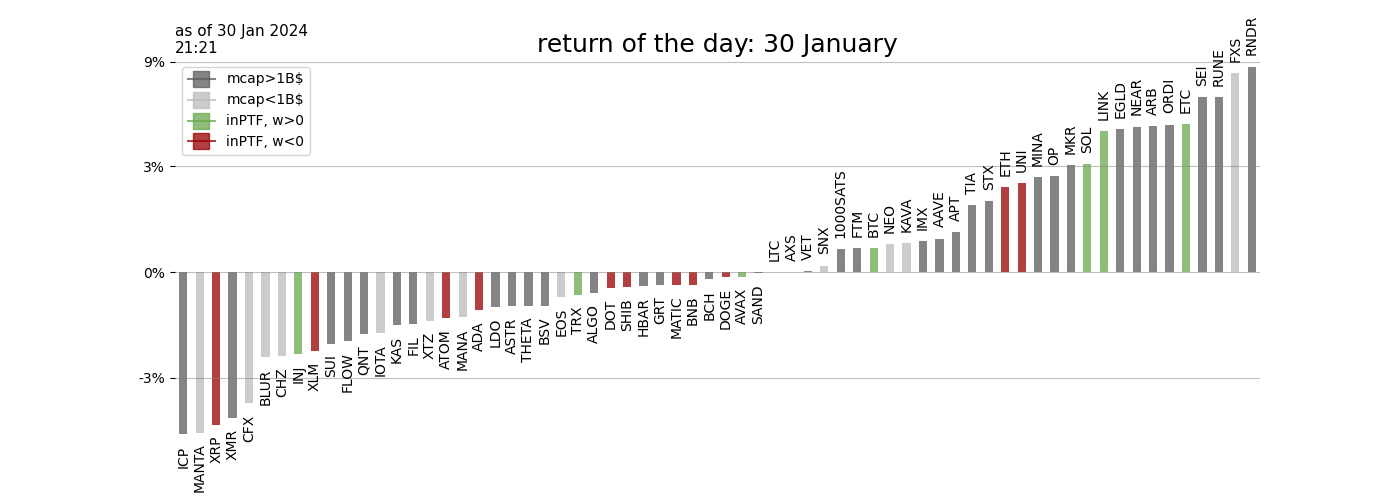 as of 30 Jan 2024
21:21
return of the day: 30 January
9%
3%
0%
-3%
mcap>1B$
mcap<1B$
inPTF, w>0
inPTF, w<0
ICP
MANTA
XRP
XMR
CFX
BLUR
CHZ
INJ
XLM
SUI
FLOW
QNT
IOTA
KAS
FIL
XTZ
ATOM
MANA
ADA
LDO
ASTR
THETA
BSV
EOS
TRX
ALGO
DOT
SHIB
HBAR
GRT
MATIC
BNB
BCH
DOGE
AVAX
SAND
LTC
AXS
VET
SNX
1000SATS
FTM
BTC
NEO
KAVA
IMX
AAVE
APT
TIA
STX
ETH
UNI
MINA
OP
MKR
SOL
LINK
EGLD
NEAR
ARB
ORDI
ETC
SEI
RUNE
FXS
RNDR